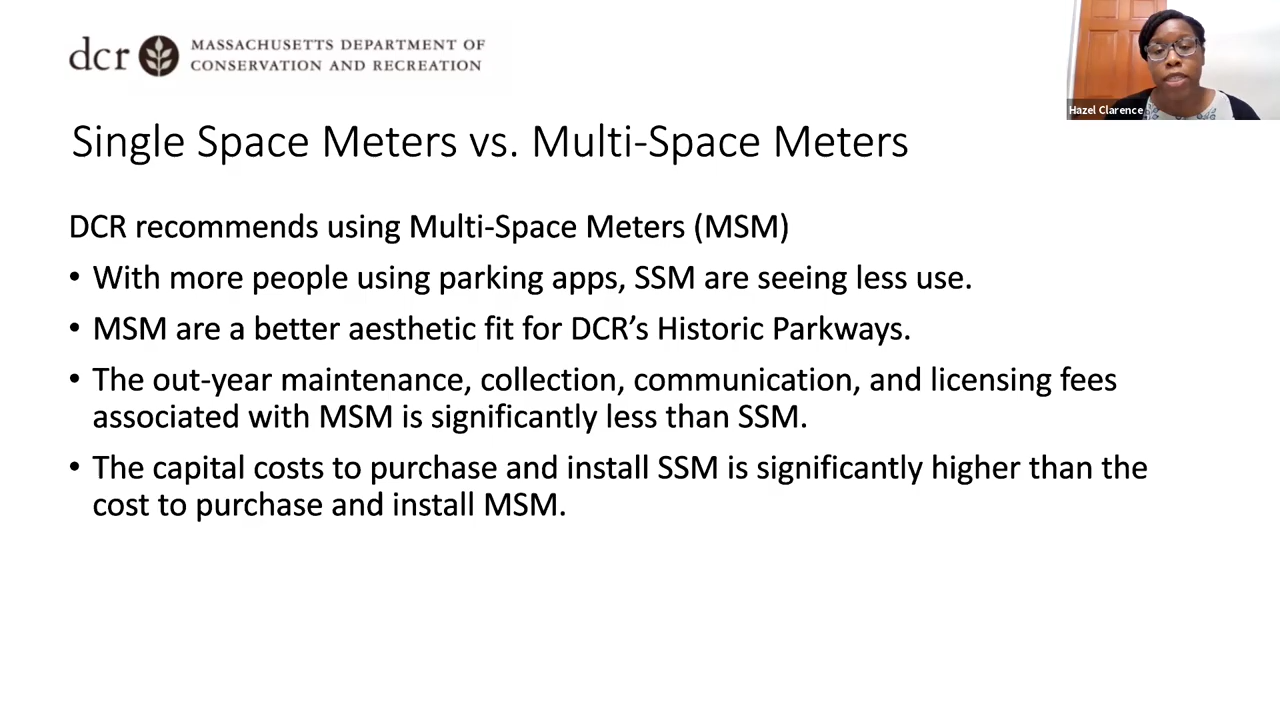 dcr
MASSACHUSETTS DEPARTMENT OF
CONSERVATION AND RECREATION
Hazel Clarence
Single Space Meters vs. Multi-Space Meters
DCR recommends using Multi-Space Meters (MSM)
• With more people using parking apps, SSM are seeing less use.
• MSM are a better aesthetic fit for DCR’s Historic Parkways.
• The out-year maintenance, collection, communication, and licensing fees
associated with MSM is significantly less than SSM.
• The capital costs to purchase and install SSM is significantly higher than the
cost to purchase and install MSM.